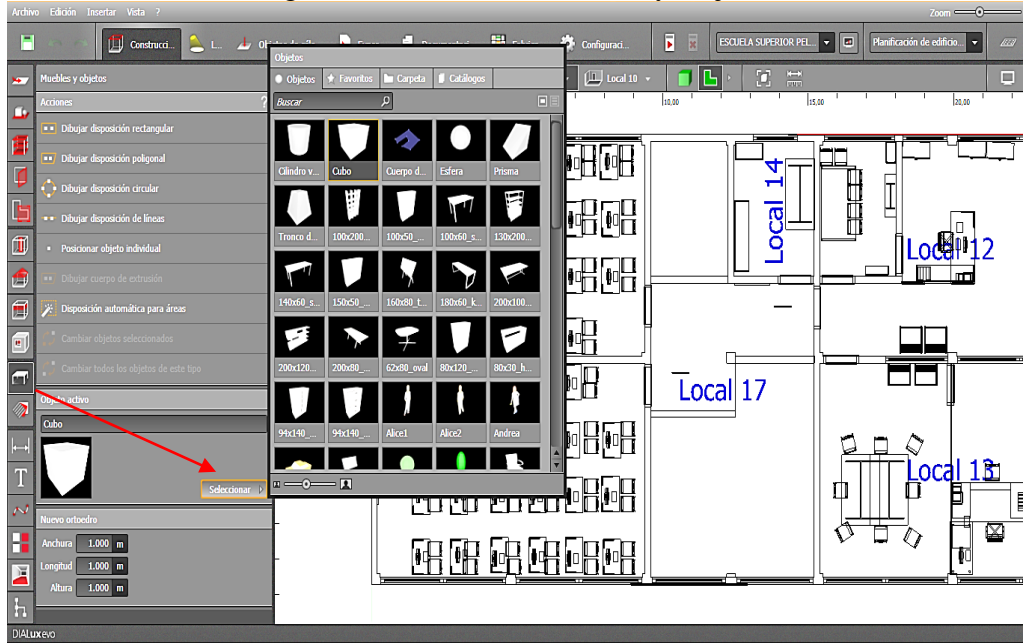 Archivo Edición Insertar Vista ? Zoom
Construcci... L...
Configuraci... ESCUELA SUPERIOR PEI... Planificación de edificio...
Muebles y objetos
Acciones ?
Dibujar disposición rectangular
Dibujar disposición poligonal
Dibujar disposición circular
Dibujar disposición de líneas
Posicionar objeto individual
Dibujar cuerpo de extrusión
Disposición automática para áreas
Cambiar objetos seleccionados
Cambiar todos los objetos de este tipo
Objeto activo
Cubo
Seleccionar
Nuevo ortoedro
Anchura 1.000 m
Longitud 1.000 m
Altura 1.000 m
DIALux evo
Objetos
Objetos Favoritos Carpeta Catálogos
Buscar
Cilindro v... Cubo Cuerpo d... Esfera Prisma
Tronco d... 100x200... 100x50_... 100x60_s... 130x200...
140x60_s... 150x50_... 160x80_t... 180x60_k... 200x100...
200x120... 200x80_... 62x80_oval 80x120_... 80x30_h...
94x140_... 94x140_... Alice1 Alice2 Andrea
Local 10
10,00 15,00 20,00
Local 14
Local 12
Local 17
Local 13